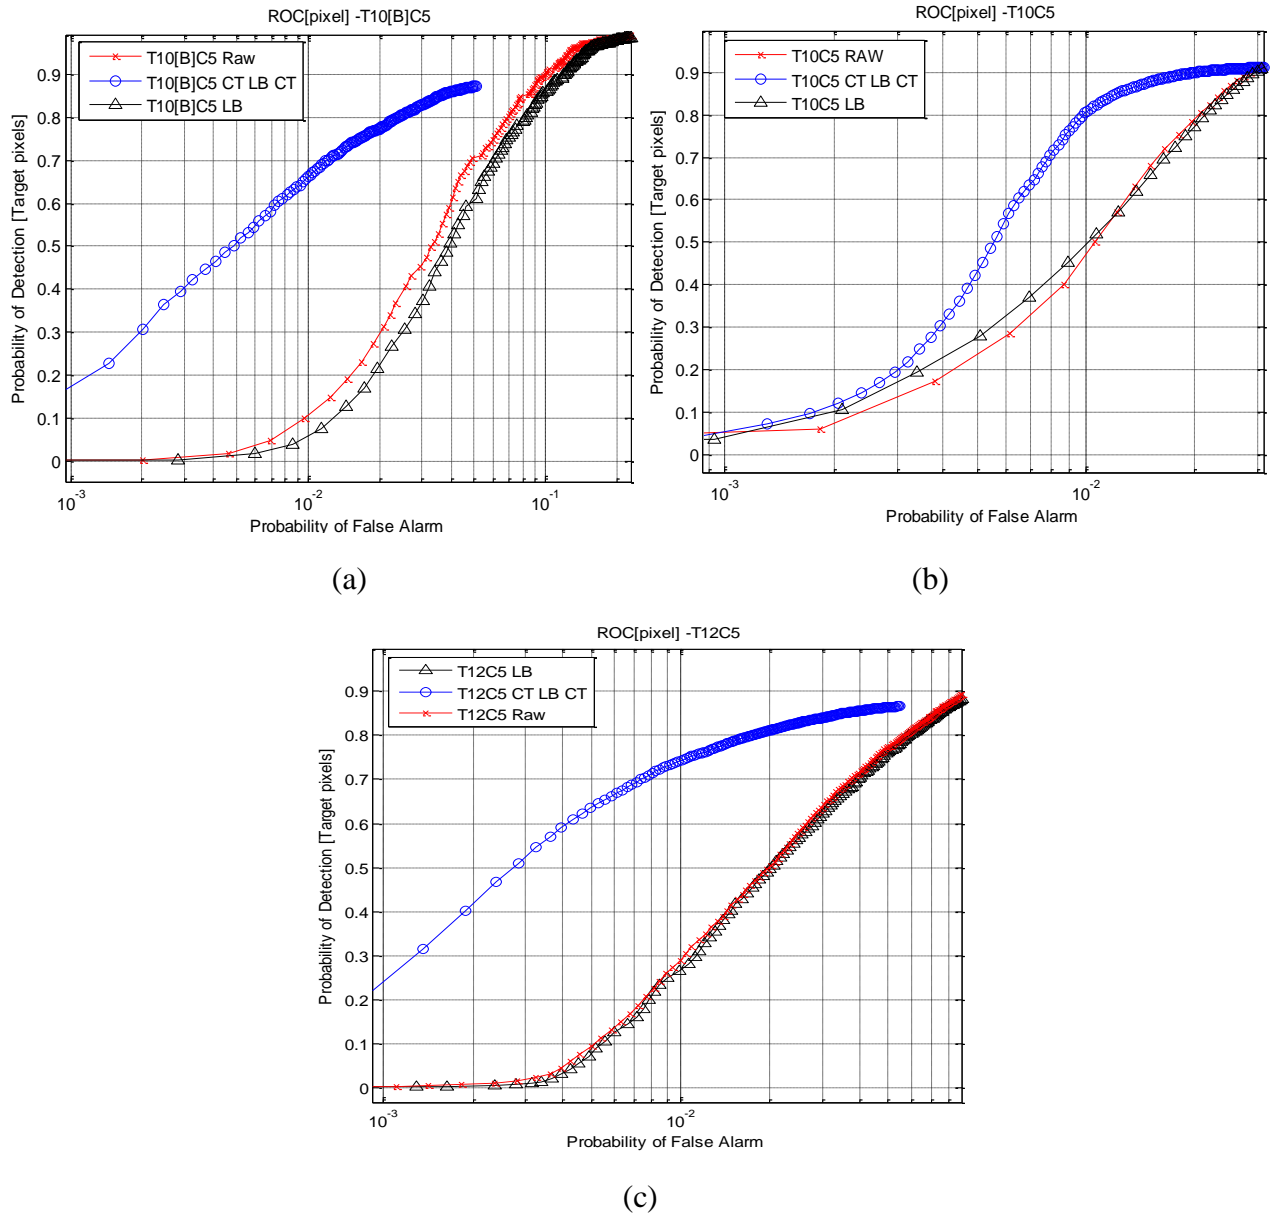 ROC[pixel] -T10[B]C5
T10[B]C5 Raw
T10[B]C5 CT LB CT
T10[B]C5 LB
Probability of Detection [Target pixels]
0.9
0.8
0.7
0.6
0.5
0.4
0.3
0.2
0.1
0
10^-3
10^-2
10^-1
Probability of False Alarm
(a)
ROC[pixel] -T10C5
T10C5 RAW
T10C5 CT LB CT
T10C5 LB
Probability of Detection [Target pixels]
0.9
0.8
0.7
0.6
0.5
0.4
0.3
0.2
0.1
0
10^-3
10^-2
Probability of False Alarm
(b)
ROC[pixel] -T12C5
T12C5 LB
T12C5 CT LB CT
T12C5 Raw
Probability of Detection [Target pixels]
0.9
0.8
0.7
0.6
0.5
0.4
0.3
0.2
0.1
0
10^-3
10^-2
Probability of False Alarm
(c)